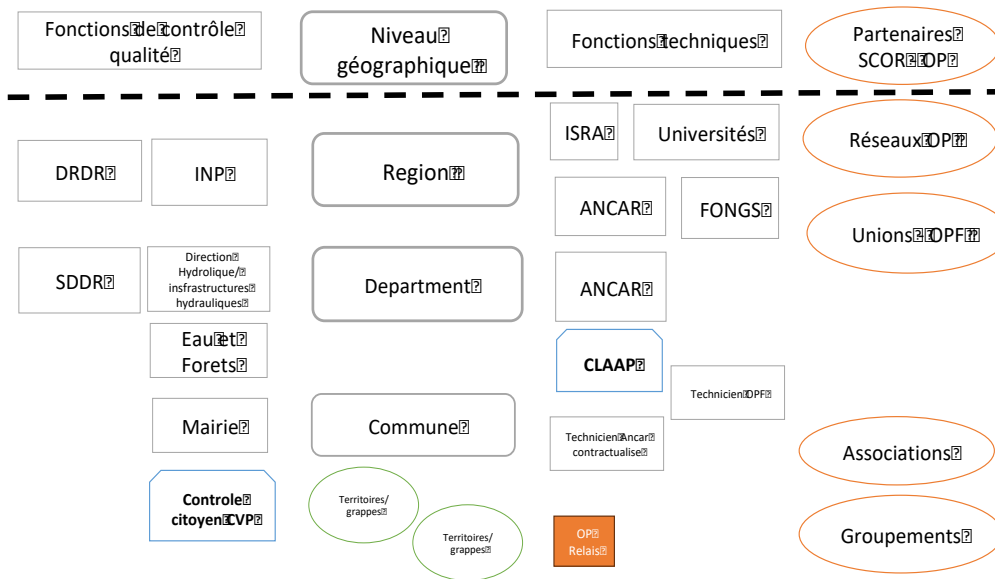 Fonctions de contrôle
qualité
Niveau
géographique
Fonctions techniques
Partenaires
SCOR - OP
DRDR
INP
Region
ISRA
Universités
Réseaux OP
ANCAR
FONGS
Unions - OPF
SDDR
Direction
Hydrolique/
insfrastructures
hydrauliques
Department
ANCAR
Eau et
Forets
CLAAP
Technicien OPF
Mairie
Commune
Technicien Ancar
contractualise
Associations
Controle
citoyen CVP
Territoires/
grappes
Territoires/
grappes
OP
Relais
Groupements